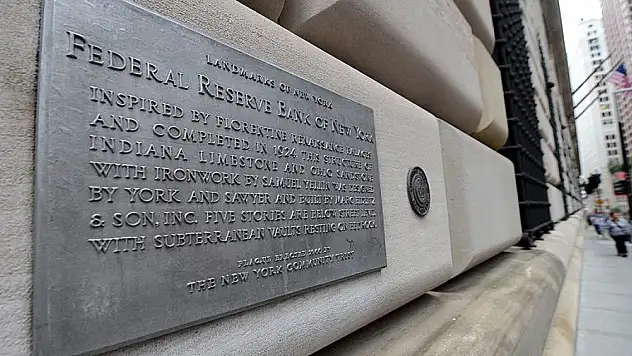 LANDMARKS OF NEW YORK
FEDERAL RESERVE BANK OF NEW YORK
INSPIRED BY FLORENTINE RENAISSANCE PALACES
AND COMPLETED IN 1924, THIS STRUCTURE OF
INDIANA LIMESTONE AND OHIO SANDSTONE
WITH IRONWORK BY SAMUEL YELLIN WAS DESIGNED
BY YORK AND SAWYER AND BUILT BY MARC EIDLITZ
& SON, INC. FIVE STORIES ARE BELOW STREET LEVEL
WITH SUBTERRANEAN VAULTS RESTING ON BEDROCK.
PLAQUE ERECTED 2000 BY
THE NEW YORK COMMUNITY TRUST